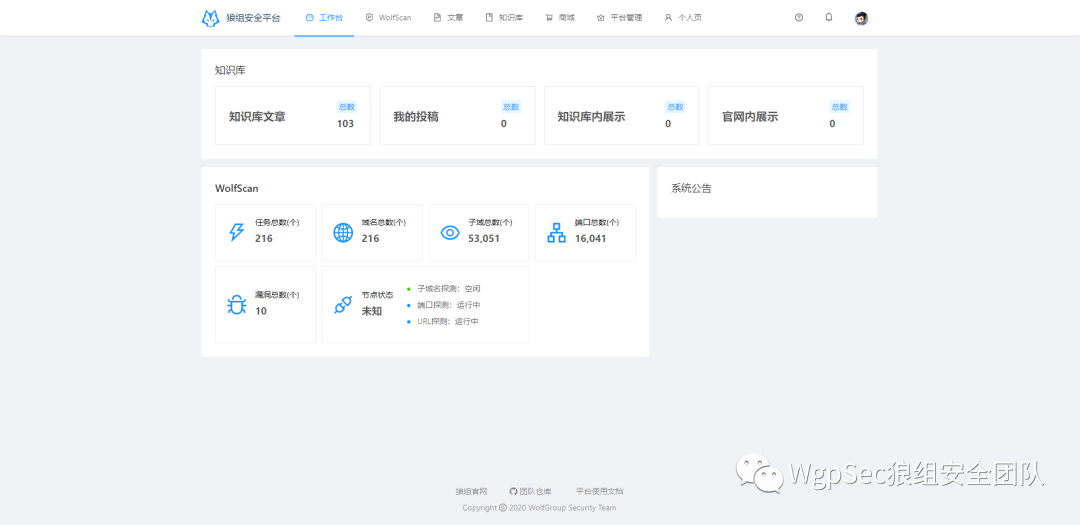 狼组安全平台 工作台 WolfScan 文章 知识库 商城 平台管理 个人页
知识库
知识库文章 总数 103
我的投稿 总数 0
知识库内展示 总数 0
官网内展示 总数 0
WolfScan
任务总数(个)
216
域名总数(个)
216
子域总数(个)
53,051
端口总数(个)
16,041
漏洞总数(个)
10
节点状态
未知
子域名探测：空闲
端口探测：运行中
URL探测：运行中
系统公告
狼组官网 团队仓库 平台使用文档
Copyright © 2020 WolfGroup Security Team
WgpSec狼组安全团队